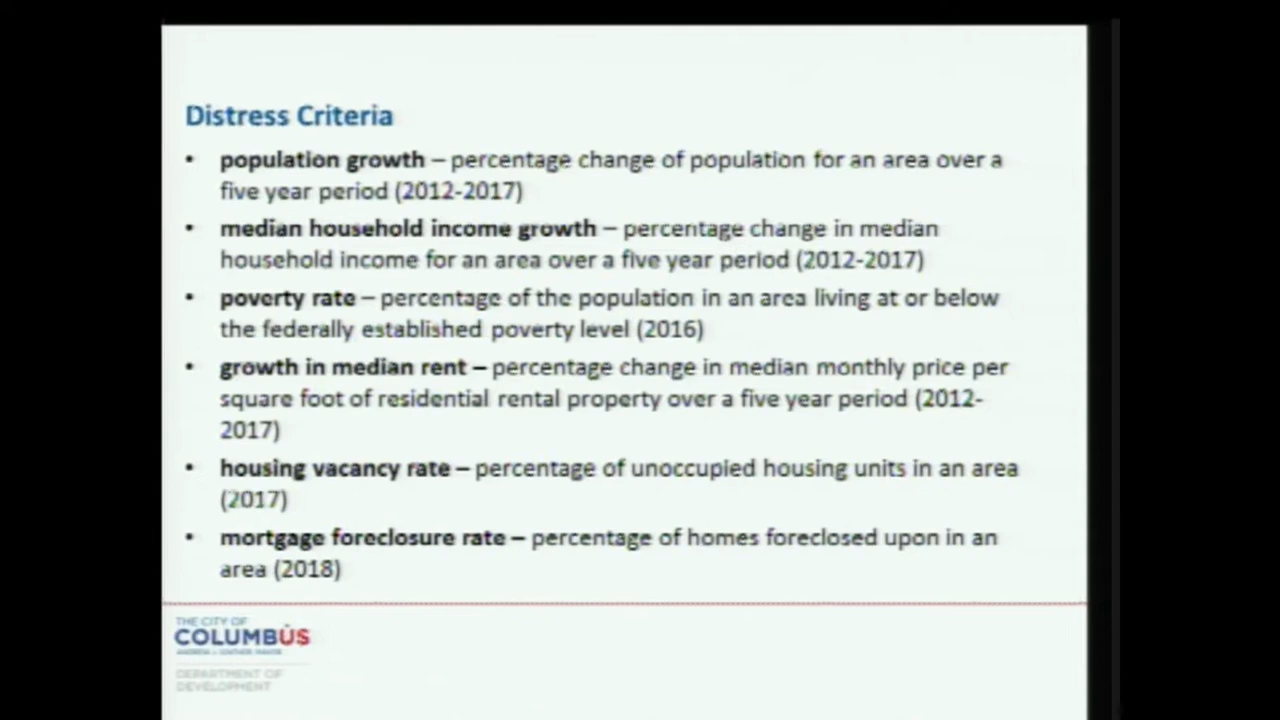 Distress Criteria
• population growth – percentage change of population for an area over a
five year period (2012-2017)
• median household income growth – percentage change in median
household income for an area over a five year period (2012-2017)
• poverty rate – percentage of the population in an area living at or below
the federally established poverty level (2016)
• growth in median rent – percentage change in median monthly price per
square foot of residential rental property over a five year period (2012-
2017)
• housing vacancy rate – percentage of unoccupied housing units in an area
(2017)
• mortgage foreclosure rate – percentage of homes foreclosed upon in an
area (2018)
THE CITY OF
COLUMBUS
DEPARTMENT OF
DEVELOPMENT